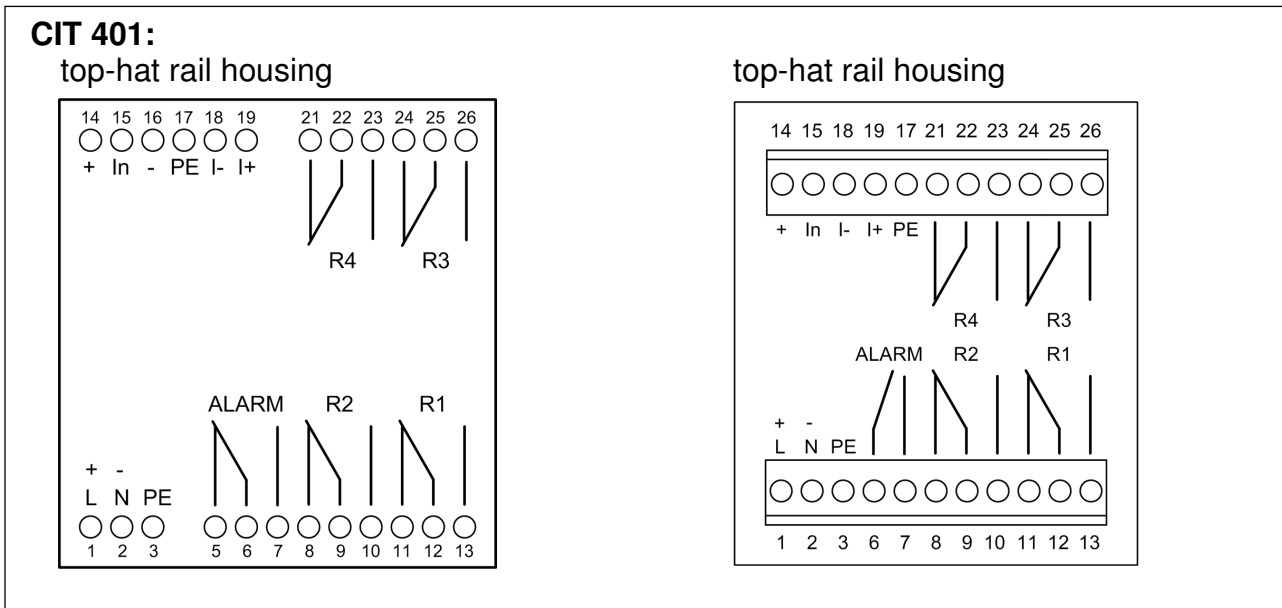 CIT 401:
top-hat rail housing
14 15 16 17 18 19 21 22 23 24 25 26
+ In - PE I- I+
R4 R3
ALARM R2 R1
+ -
L N PE
1 2 3 5 6 7 8 9 10 11 12 13
top-hat rail housing
14 15 18 19 17 21 22 23 24 25 26
+ In I- I+ PE
R4 R3
ALARM R2 R1
+ -
L N PE
1 2 3 6 7 8 9 10 11 12 13